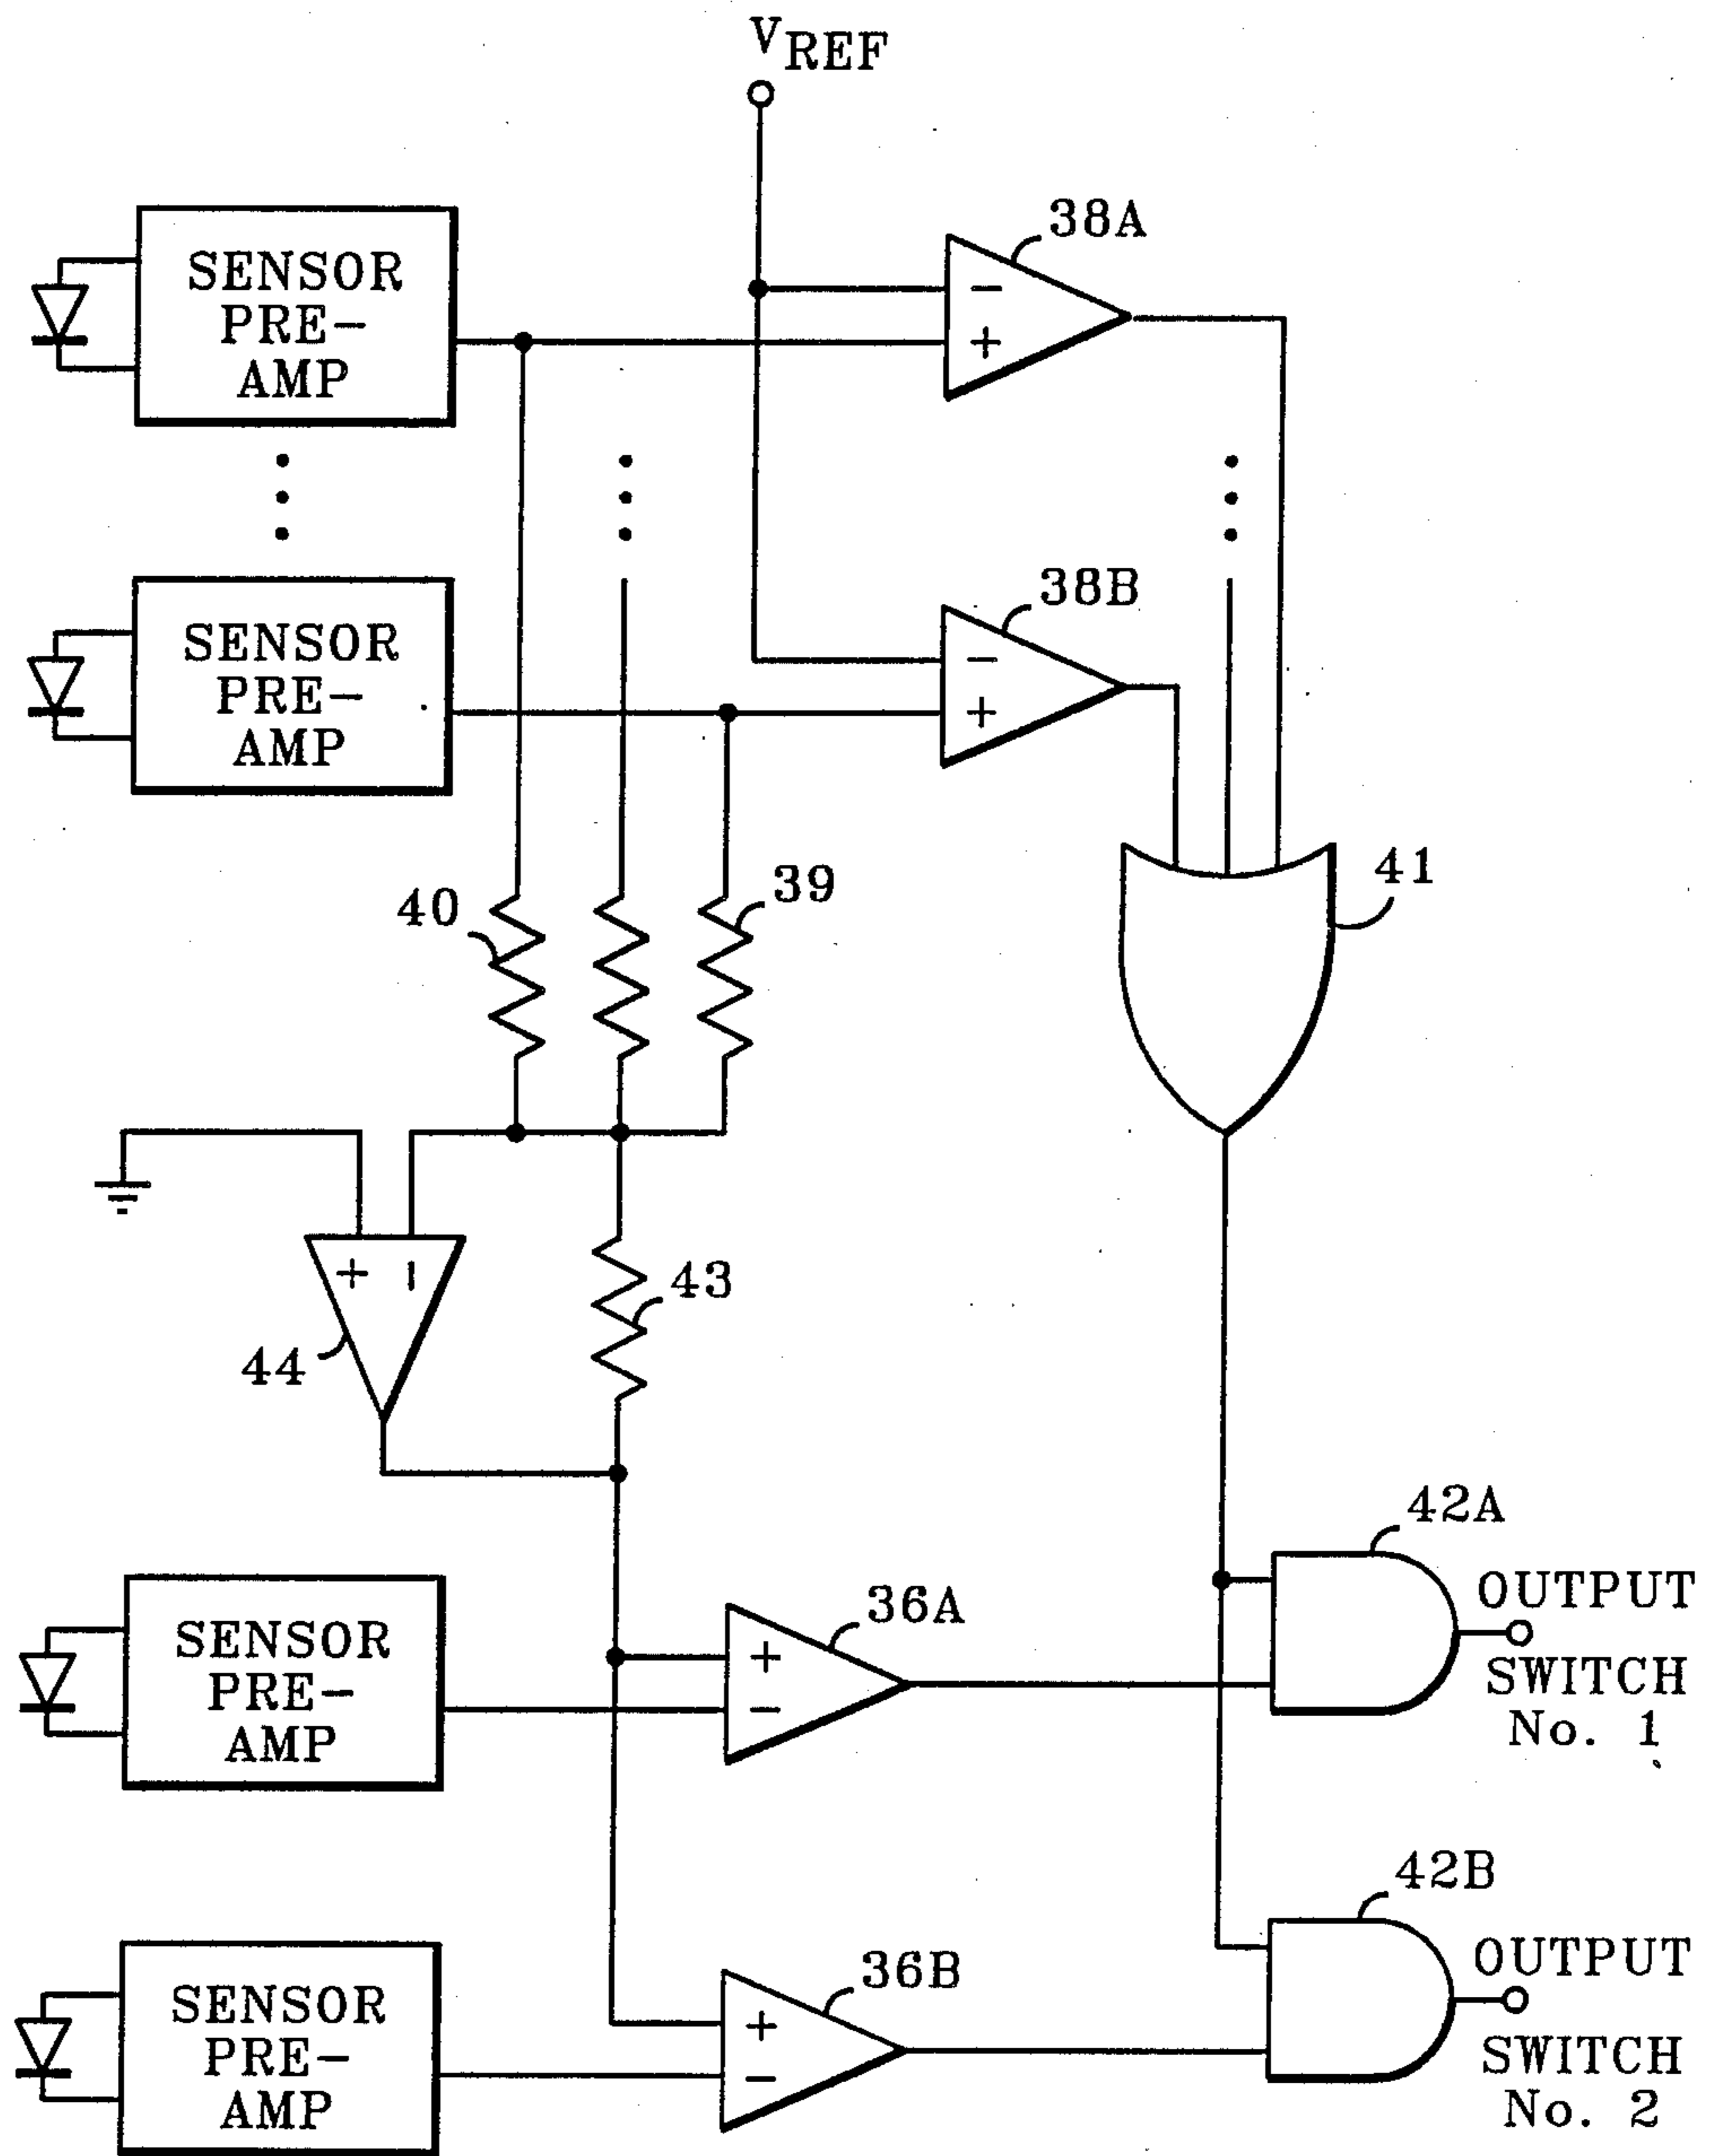 VREF
38A
SENSOR
PRE-
AMP
−
+
38B
SENSOR
PRE-
AMP
−
+
40
39
41
+ −
44
43
42A
OUTPUT
SWITCH
No. 1
36A
SENSOR
PRE-
AMP
+
−
42B
OUTPUT
SWITCH
No. 2
36B
SENSOR
PRE-
AMP
+
−